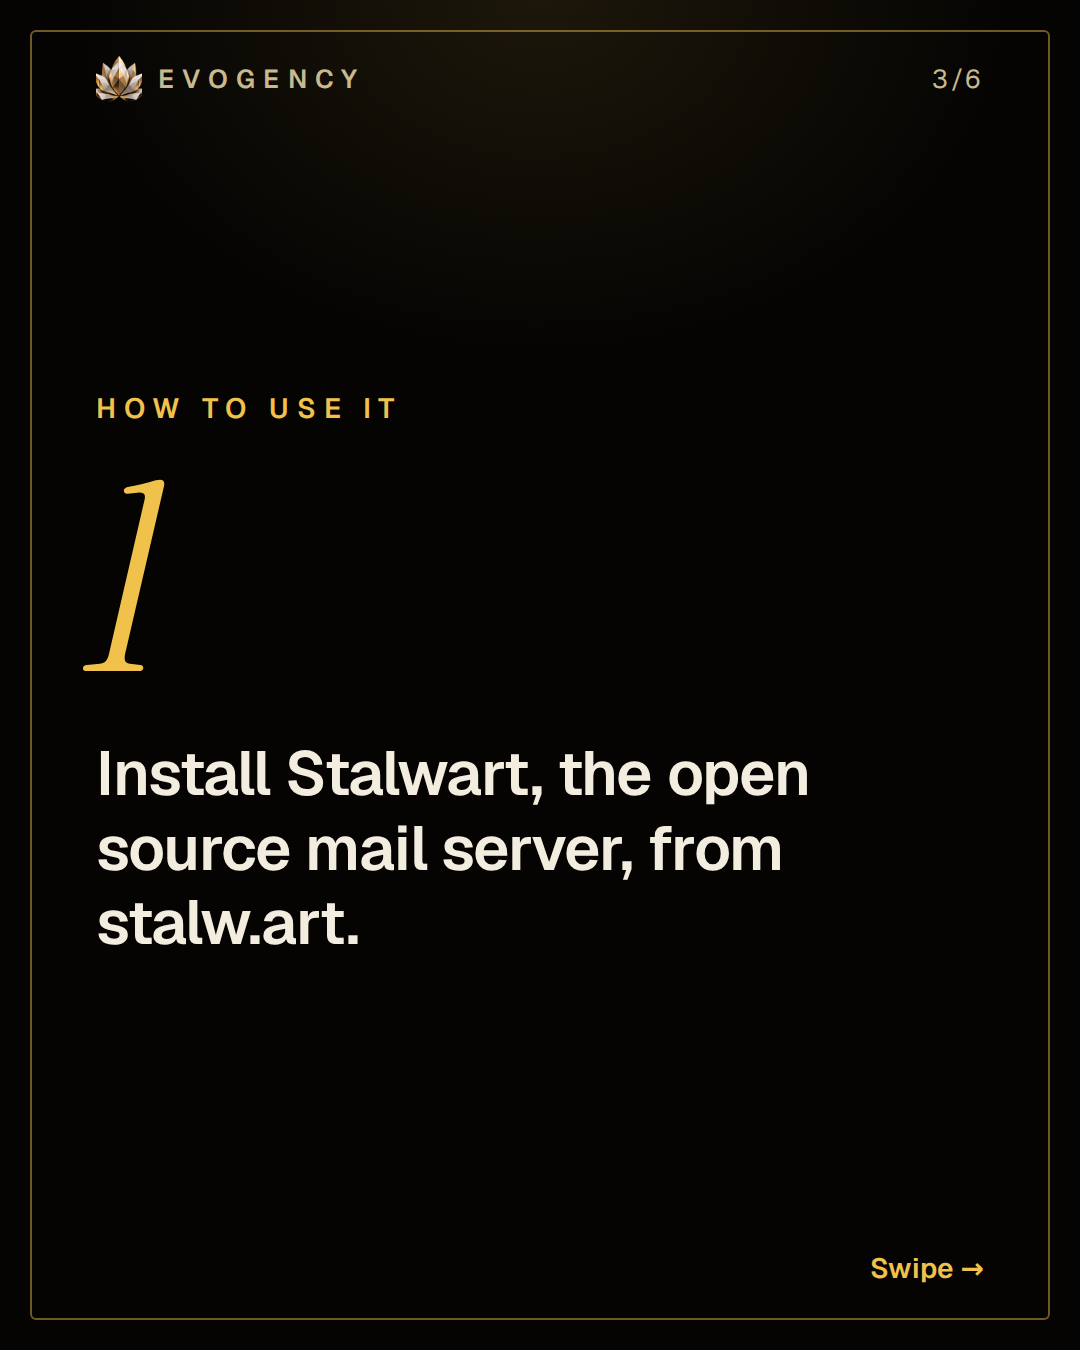 EVOGENCY
3/6
HOW TO USE IT
1
Install Stalwart, the open
source mail server, from
stalw.art.
Swipe →